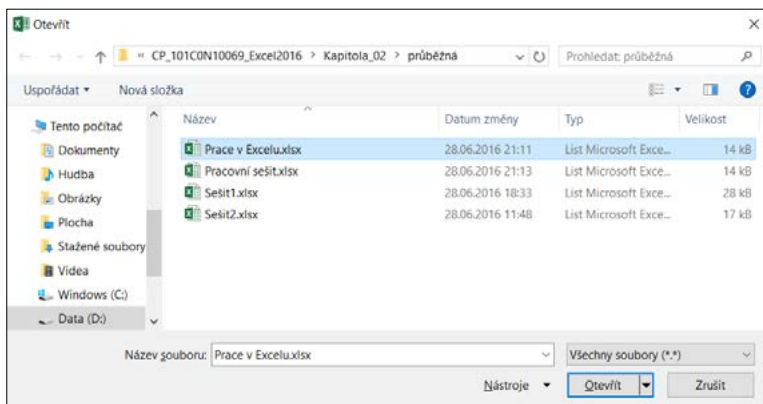 Otevřít
« CP_101C0N10069_Excel2016 > Kapitola_02 > průběžná
Prohledat: průběžná
Uspořádat
Nová složka
Název Datum změny Typ Velikost
Tento počítač
Dokumenty
Hudba
Obrázky
Plocha
Stažené soubory
Videa
Windows (C:)
Data (D:)
Prace v Excelu.xlsx 28.06.2016 21:11 List Microsoft Exce... 14 kB
Pracovní sešit.xlsx 28.06.2016 21:13 List Microsoft Exce... 14 kB
Sešit1.xlsx 28.06.2016 18:33 List Microsoft Exce... 28 kB
Sešit2.xlsx 28.06.2016 11:48 List Microsoft Exce... 17 kB
Název souboru: Prace v Excelu.xlsx
Všechny soubory (*.*)
Nástroje
Otevřít
Zrušit